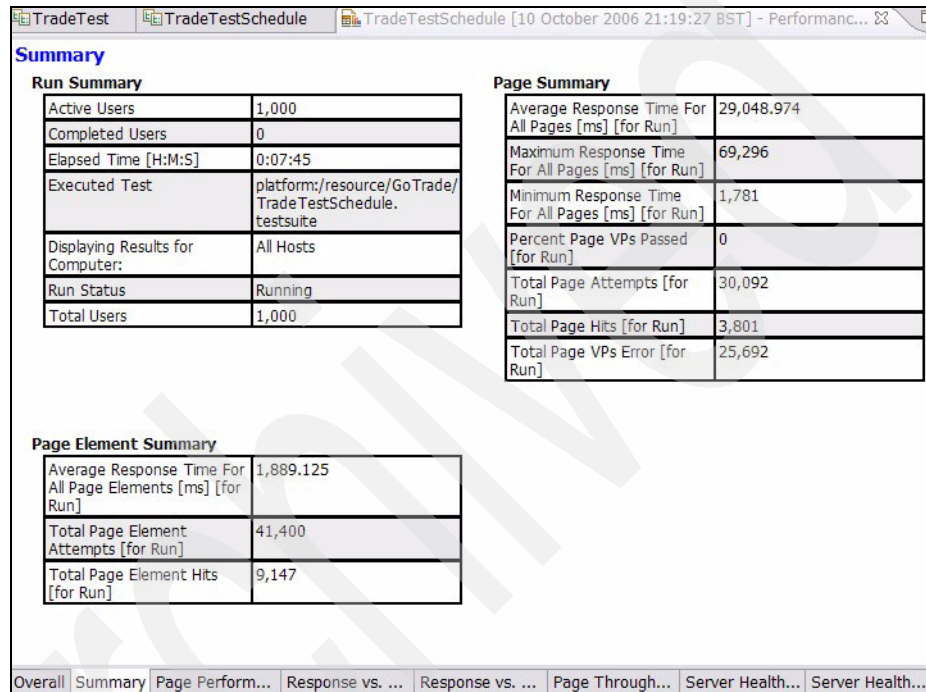 TradeTest TradeTestSchedule TradeTestSchedule [10 October 2006 21:19:27 BST] - Performanc...
Summary
Run Summary
Active Users 1,000
Completed Users 0
Elapsed Time [H:M:S] 0:07:45
Executed Test platform:/resource/GoTrade/
TradeTestSchedule.
testsuite
Displaying Results for All Hosts
Computer:
Run Status Running
Total Users 1,000
Page Summary
Average Response Time For 29,048.974
All Pages [ms] [for Run]
Maximum Response Time 69,296
For All Pages [ms] [for Run]
Minimum Response Time 1,781
For All Pages [ms] [for Run]
Percent Page VPs Passed 0
[for Run]
Total Page Attempts [for 30,092
Run]
Total Page Hits [for Run] 3,801
Total Page VPs Error [for 25,692
Run]
Page Element Summary
Average Response Time For 1,889.125
All Page Elements [ms] [for
Run]
Total Page Element 41,400
Attempts [for Run]
Total Page Element Hits 9,147
[for Run]
Overall Summary Page Perform... Response vs. ... Response vs. ... Page Through... Server Health... Server Health...